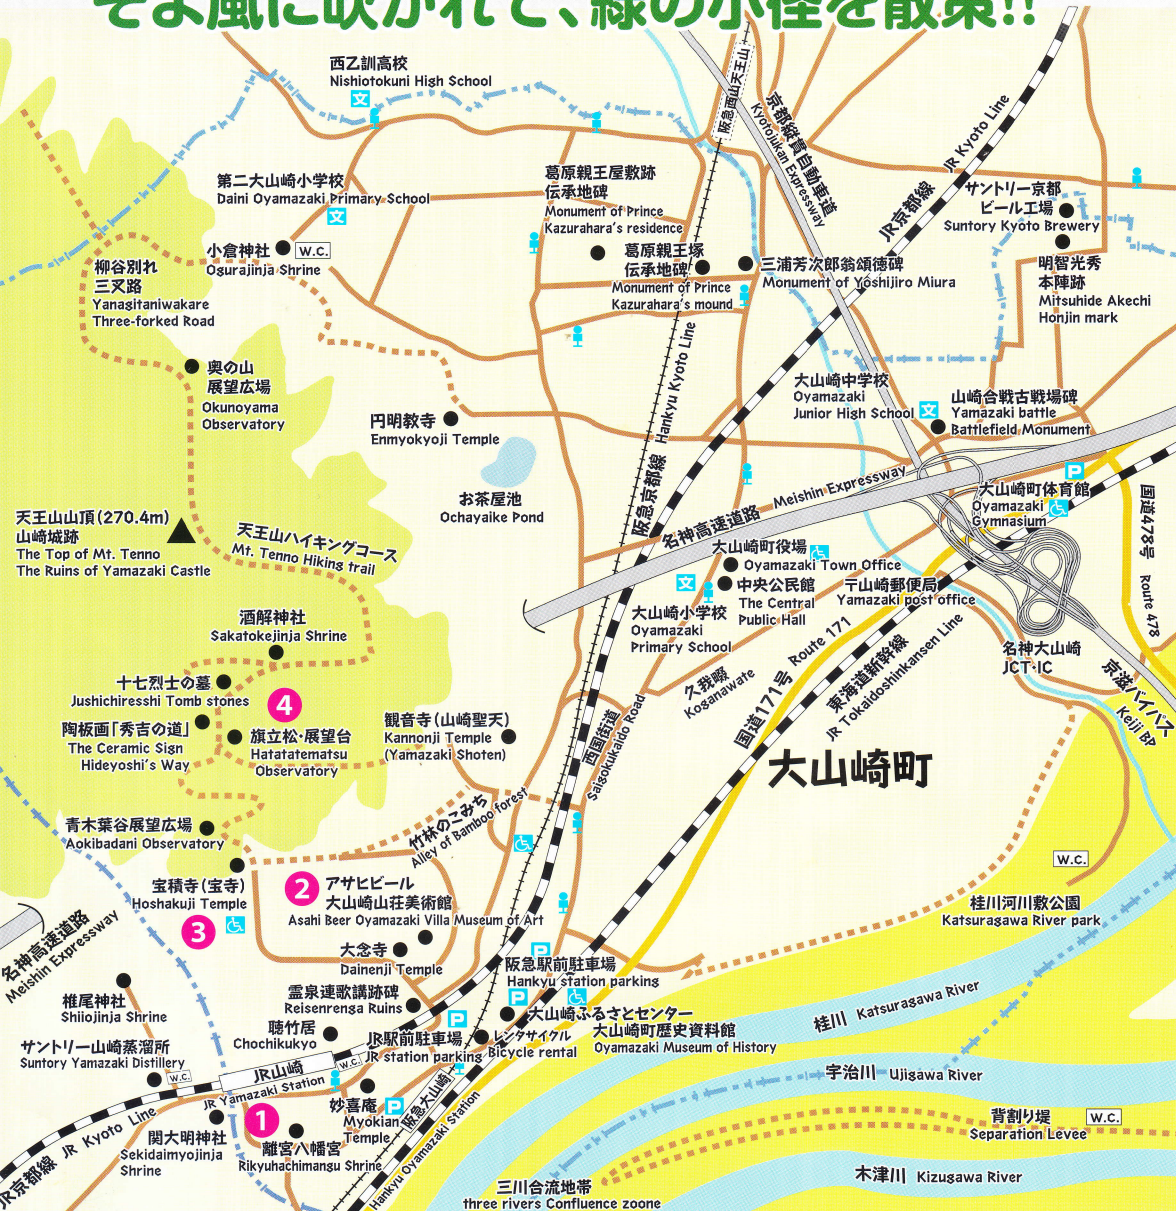 そよ風に吹かれて、緑の小径を散策!!
西乙訓高校
Nishiotokuni High School
文
阪急西山天王山
京都縦貫自動車道
Kyotojukan Expressway
JR京都線
JR Kyoto Line
第二大山崎小学校
Daini Oyamazaki Primary School
文
葛原親王屋敷跡
伝承地碑
Monument of Prince
Kazurahara's residence
サントリー京都
ビール工場
Suntory Kyoto Brewery
小倉神社
W.C.
Ogurajinja Shrine
葛原親王塚
伝承地碑
Monument of Prince
Kazurahara's mound
三浦芳次郎翁頌徳碑
Monument of Yoshijiro Miura
明智光秀
本陣跡
Mitsuhide Akechi
Honjin mark
柳谷別れ
三叉路
Yanagitaniwakare
Three-forked Road
奥の山
展望広場
Okunoyama
Observatory
円明教寺
Enmyokyoji Temple
阪急京都線
Hankyu Kyoto Line
大山崎中学校
Oyamazaki
Junior High School
文
山崎合戦古戦場碑
Yamazaki battle
Battlefield Monument
お茶屋池
Ochayaike Pond
名神高速道路
Meishin Expressway
P
大山崎町体育館
Oyamazaki
Gymnasium
国道478号
Route 478
天王山山頂(270.4m)
山崎城跡
The Top of Mt. Tenno
The Ruins of Yamazaki Castle
天王山ハイキングコース
Mt. Tenno Hiking trail
大山崎町役場
Oyamazaki Town Office
文
中央公民館
The Central
Public Hall
〒山崎郵便局
Yamazaki post office
大山崎小学校
Oyamazaki
Primary School
酒解神社
Sakatokejinja Shrine
久我畷
Koganawate
国道171号
Route 171
東海道新幹線
JR Tokaidoshinkansen Line
名神大山崎
JCT・IC
京滋バイパス
Keiji BP
十七烈士の墓
Jushichiresshi Tomb stones
4
陶板画「秀吉の道」
The Ceramic Sign
Hideyoshi's Way
旗立松・展望台
Hatatatematsu
Observatory
観音寺(山崎聖天)
Kannonji Temple
(Yamazaki Shoten)
西国街道
Saigokukaido Road
大山崎町
青木葉谷展望広場
Aokibadani Observatory
竹林のこみち
Alley of Bamboo forest
W.C.
宝積寺(宝寺)
Hoshakuji Temple
3
2
アサヒビール
大山崎山荘美術館
Asahi Beer Oyamazaki Villa Museum of Art
桂川河川敷公園
Katsuragawa River park
名神高速道路
Meishin Expressway
大念寺
Dainenji Temple
P
阪急駅前駐車場
Hankyu station parking
P
椎尾神社
Shiiojinja Shrine
霊泉連歌講跡碑
Reisenrenga Ruins
大山崎ふるさとセンター
大山崎町歴史資料館
Oyamazaki Museum of History
桂川
Katsuragawa River
聴竹居
Chochikukyo
P
JR駅前駐車場
JR station parking
レンタサイクル
Bicycle rental
サントリー山崎蒸溜所
Suntory Yamazaki Distillery
W.C.
JR山崎
JR Yamazaki Station
W.C.
宇治川
Ujigawa River
妙喜庵
Myokian
Temple
P
阪急大山崎
Hankyu Oyamazaki Station
背割り堤
Separation Levee
W.C.
JR京都線
JR Kyoto Line
関大明神社
Sekidaimyojinja
Shrine
1
離宮八幡宮
Rikyuhachimangu Shrine
木津川
Kizugawa River
三川合流地帯
three rivers Confluence zoone